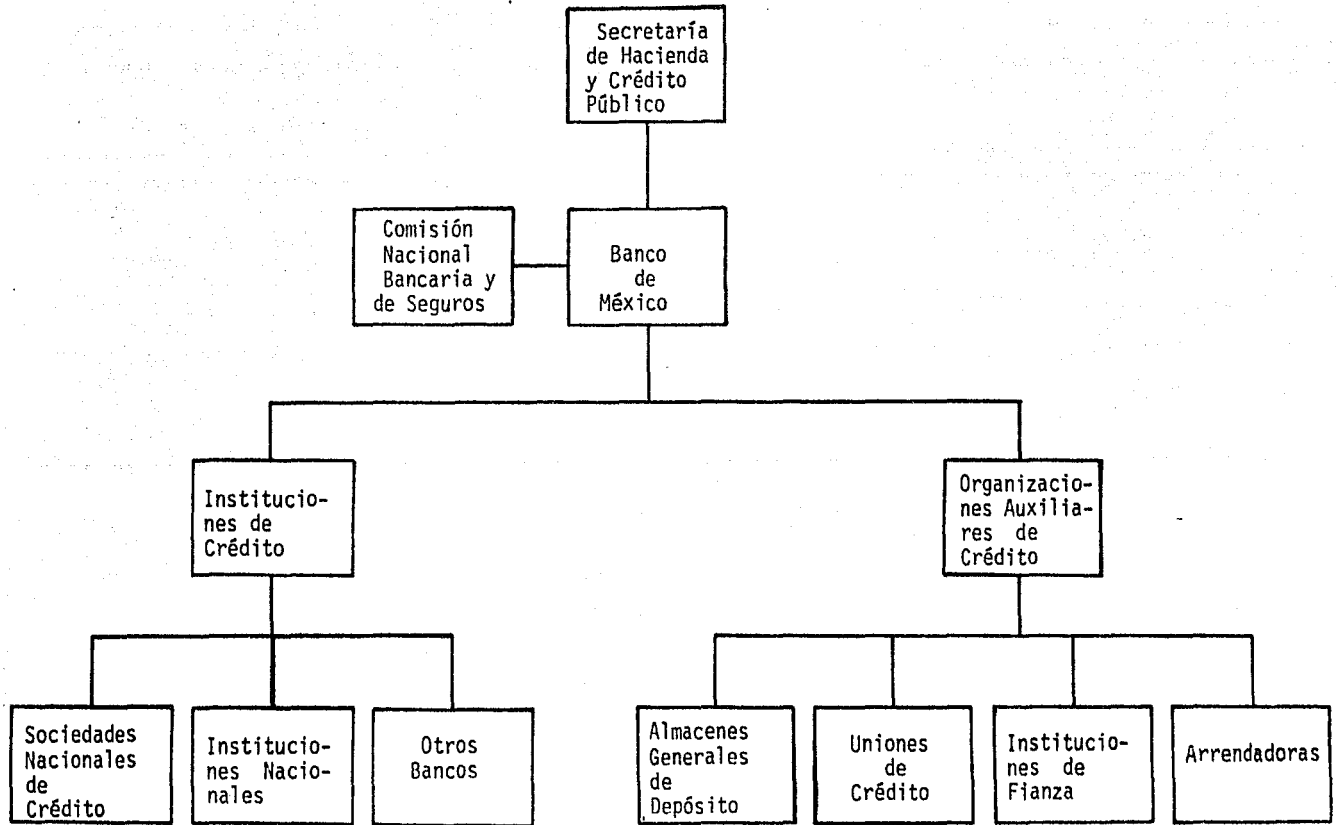 Secretaría
de Hacienda
y Crédito
Público
Comisión
Nacional
Bancaria y
de Seguros
Banco
de
México
Institucio-
nes de
Crédito
Organizacio-
nes Auxilia-
res de
Crédito
Sociedades
Nacionales
de
Crédito
Institucio-
nes Nacio-
nales
Otros
Bancos
Almacenes
Generales
de
Depósito
Uniones
de
Crédito
Institucio-
nes de
Fianza
Arrendadoras